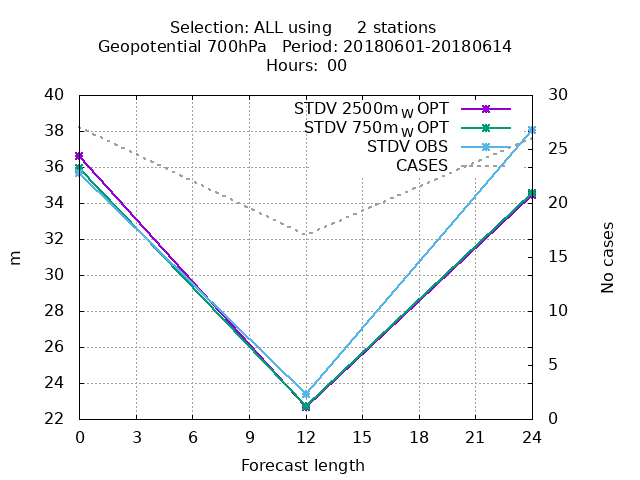 Selection: ALL using     2 stations
Geopotential 700hPa   Period: 20180601-20180614
Hours:  00
STDV 2500m_W OPT
STDV 750m_W OPT
STDV OBS
CASES
40
38
36
34
32
30
28
26
24
22
m
30
25
20
15
10
5
0
No cases
0 3 6 9 12 15 18 21 24
Forecast length